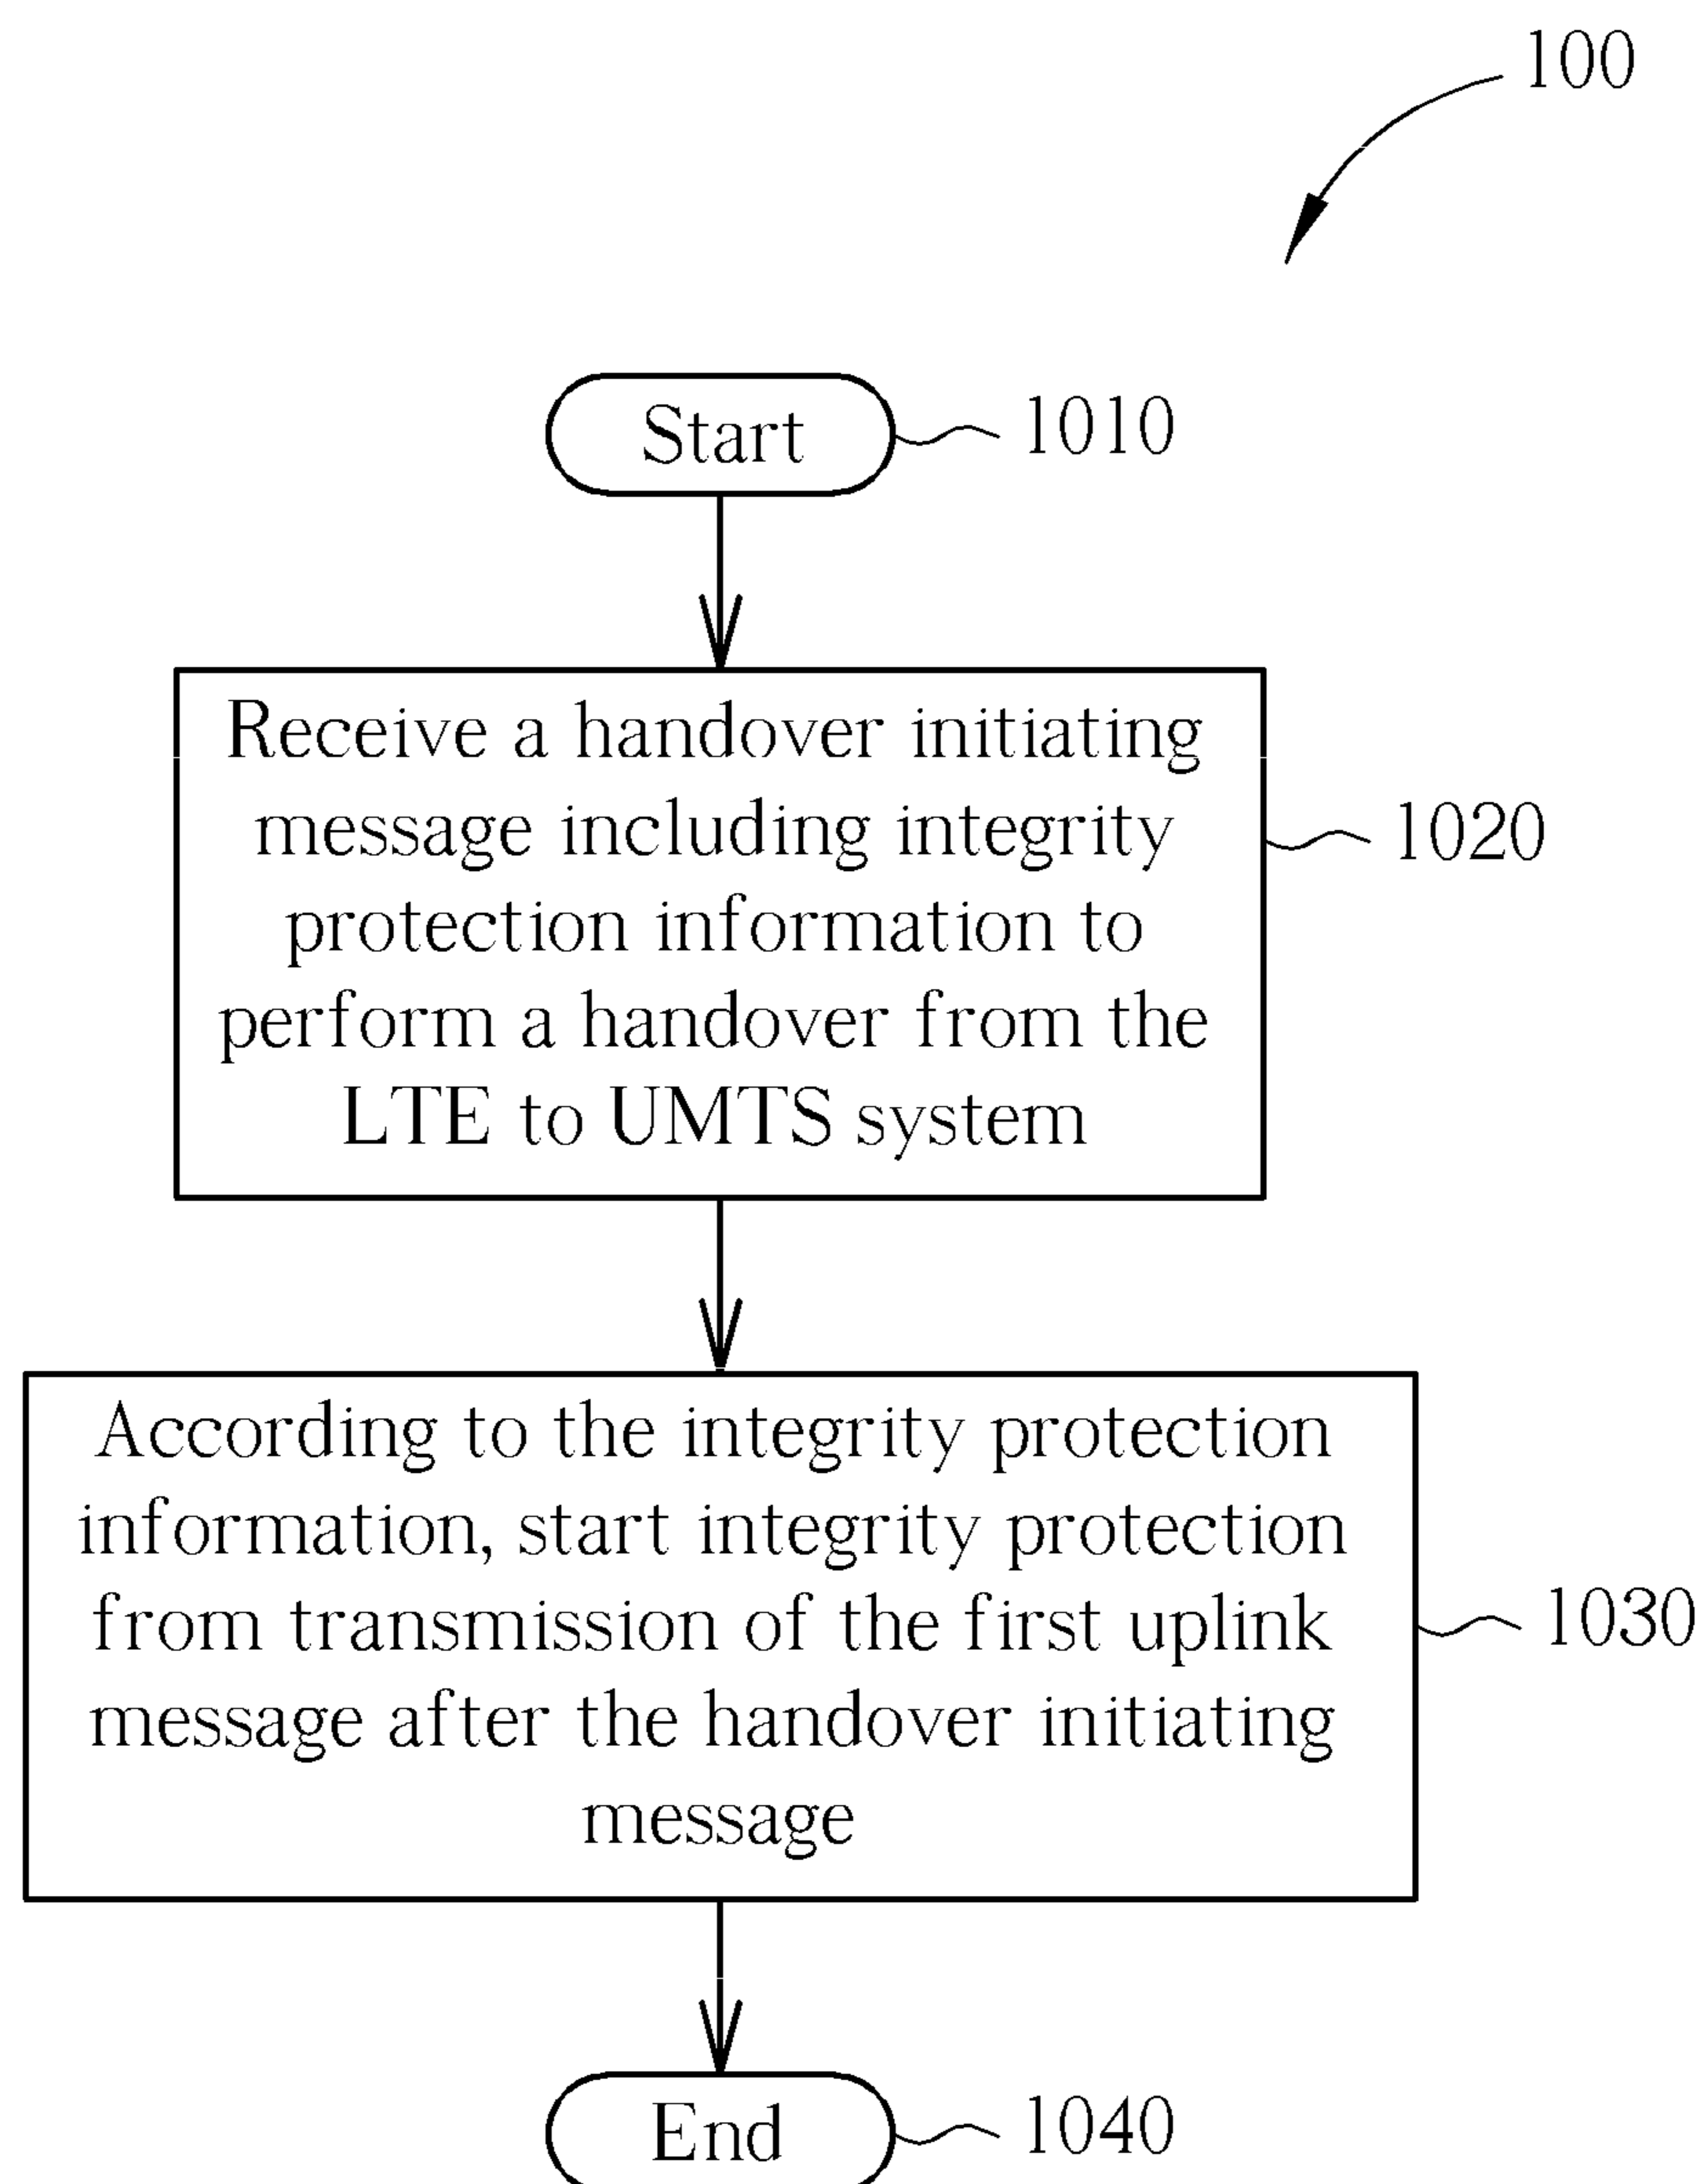 100
Start
1010
Receive a handover initiating
message including integrity
protection information to
perform a handover from the
LTE to UMTS system
1020
According to the integrity protection
information, start integrity protection
from transmission of the first uplink
message after the handover initiating
message
1030
End
1040